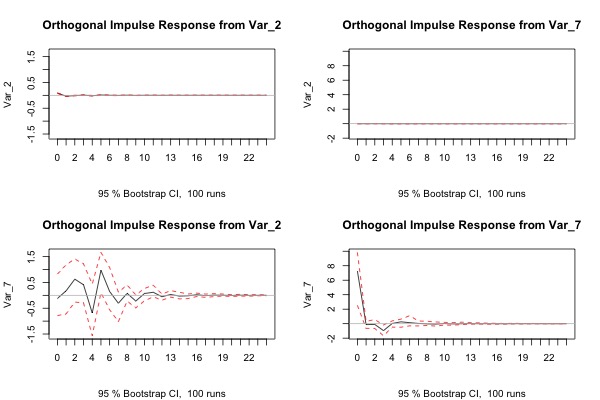 Orthogonal Impulse Response from Var_2
Var_2
1.5
0.5
-0.5
-1.5
0 2 4 6 8 10 13 16 19 22
95 % Bootstrap CI, 100 runs
Orthogonal Impulse Response from Var_7
Var_2
8
6
4
2
-2
0 2 4 6 8 10 13 16 19 22
95 % Bootstrap CI, 100 runs
Orthogonal Impulse Response from Var_2
Var_7
1.5
0.5
-0.5
-1.5
0 2 4 6 8 10 13 16 19 22
95 % Bootstrap CI, 100 runs
Orthogonal Impulse Response from Var_7
Var_7
8
6
4
2
-2
0 2 4 6 8 10 13 16 19 22
95 % Bootstrap CI, 100 runs